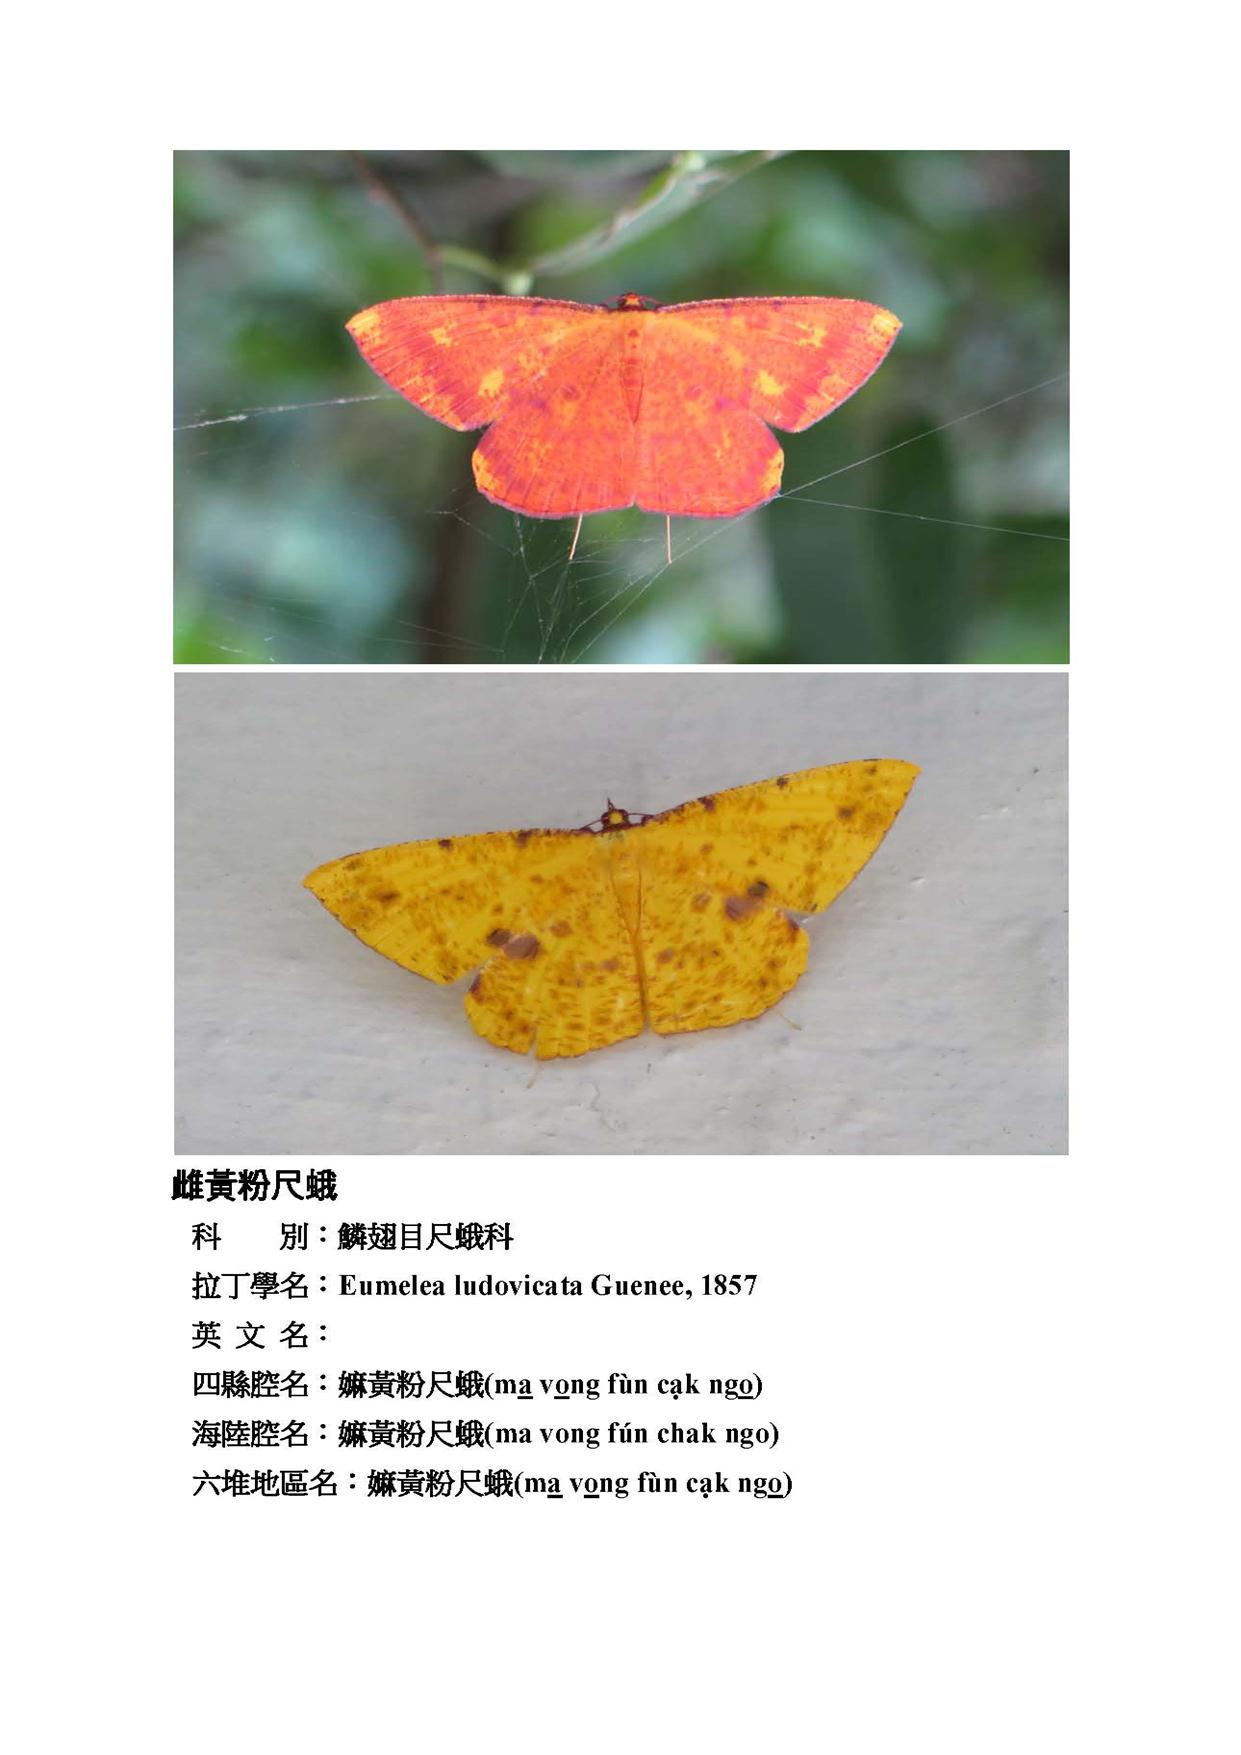 雌黃粉尺蛾
科　　別：鱗翅目尺蛾科
拉丁學名：Eumelea ludovicata Guenee, 1857
英 文 名：
四縣腔名：嫲黃粉尺蛾(ma̲ vo̲ng fùn cạk ngo̲)
海陸腔名：嫲黃粉尺蛾(ma vong fún chak ngo)
六堆地區名：嫲黃粉尺蛾(ma̲ vo̲ng fùn cạk ngo̲)